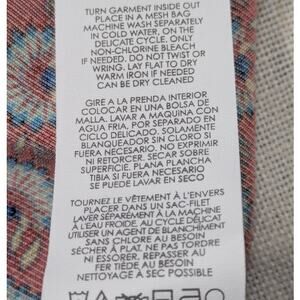 TURN GARMENT INSIDE OUT
PLACE IN A MESH BAG
MACHINE WASH SEPARATELY
IN COLD WATER, ON THE
DELICATE CYCLE, ONLY
NON-CHLORINE BLEACH
IF NEEDED. DO NOT TWIST OR
WRING. LAY FLAT TO DRY
WARM IRON IF NEEDED
CAN BE DRY CLEANED
GIRE A LA PRENDA INTERIOR
COLOCAR EN UNA BOLSA DE
MALLA. LAVAR A MAQUINA CON
AGUA FRIA, POR SEPARADO EN
CICLO DELICADO. SOLAMENTE
BLANQUEADOR SIN CLORO SI
FUERAN NECESARIO. NO EXPRIMIR
NI RETORCER. SECAR SOBRE
SUPERFICIE. PLANA PLANCHA
TIBIA SI FUERA NECESARIO
SE PUEDE LAVAR EN SECO
TOURNEZ LE VÊTEMENT À L'ENVERS
PLACER DANS UN SAC-FILET
LAVER SÉPARÉMENT À LA MACHINE
À L'EAU FROIDE, AU CYCLE DÉLICAT
UTILISER UN AGENT DE BLANCHIMENT
SANS CHLORE AU BESOIN
SÉCHER À PLAT. NE PAS TORDRE
NI ESSORER. REPASSER AU
FER TIÈDE AU BESOIN
NETTOYAGE A SEC POSSIBLE